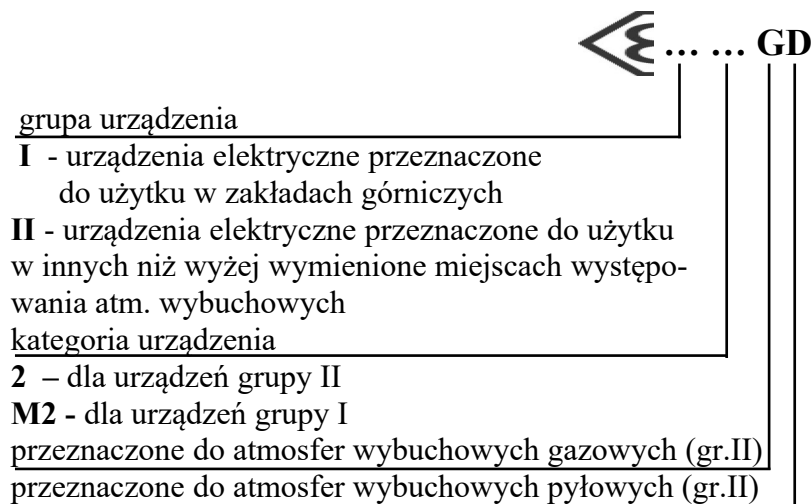 … … GD
grupa urządzenia
I - urządzenia elektryczne przeznaczone
do użytku w zakładach górniczych
II - urządzenia elektryczne przeznaczone do użytku
w innych niż wyżej wymienione miejscach występo-
wania atm. wybuchowych
kategoria urządzenia
2 – dla urządzeń grupy II
M2 - dla urządzeń grupy I
przeznaczone do atmosfer wybuchowych gazowych (gr.II)
przeznaczone do atmosfer wybuchowych pyłowych (gr.II)